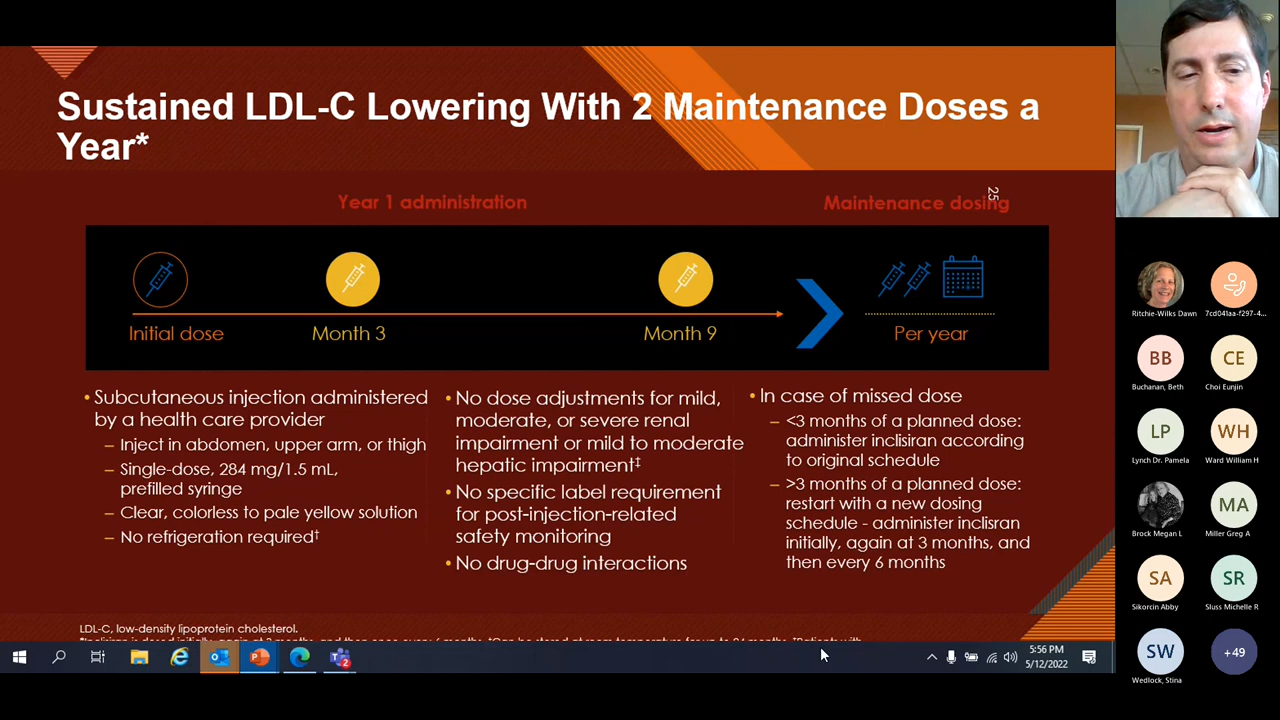 Sustained LDL-C Lowering With 2 Maintenance Doses a
Year*
25
Year 1 administration
Maintenance dosing
Initial dose
Month 3
Month 9
Per year
• Subcutaneous injection administered
by a health care provider
– Inject in abdomen, upper arm, or thigh
– Single-dose, 284 mg/1.5 mL,
prefilled syringe
– Clear, colorless to pale yellow solution
– No refrigeration required†
• No dose adjustments for mild,
moderate, or severe renal
impairment or mild to moderate
hepatic impairment‡
• No specific label requirement
for post-injection-related
safety monitoring
• No drug-drug interactions
• In case of missed dose
– <3 months of a planned dose:
administer inclisiran according
to original schedule
– >3 months of a planned dose:
restart with a new dosing
schedule - administer inclisran
initially, again at 3 months, and
then every 6 months
LDL-C, low-density lipoprotein cholesterol.
5:56 PM
5/12/2022
Ritchie-Wilks Dawn
7cd041aa-f297-4...
BB
Buchanan, Beth
CE
Choi Eunjin
LP
Lynch Dr. Pamela
WH
Ward William H
Brock Megan L
MA
Miller Greg A
SA
Sikorcin Abby
SR
Sluss Michelle R
SW
Wedlock, Stina
+49